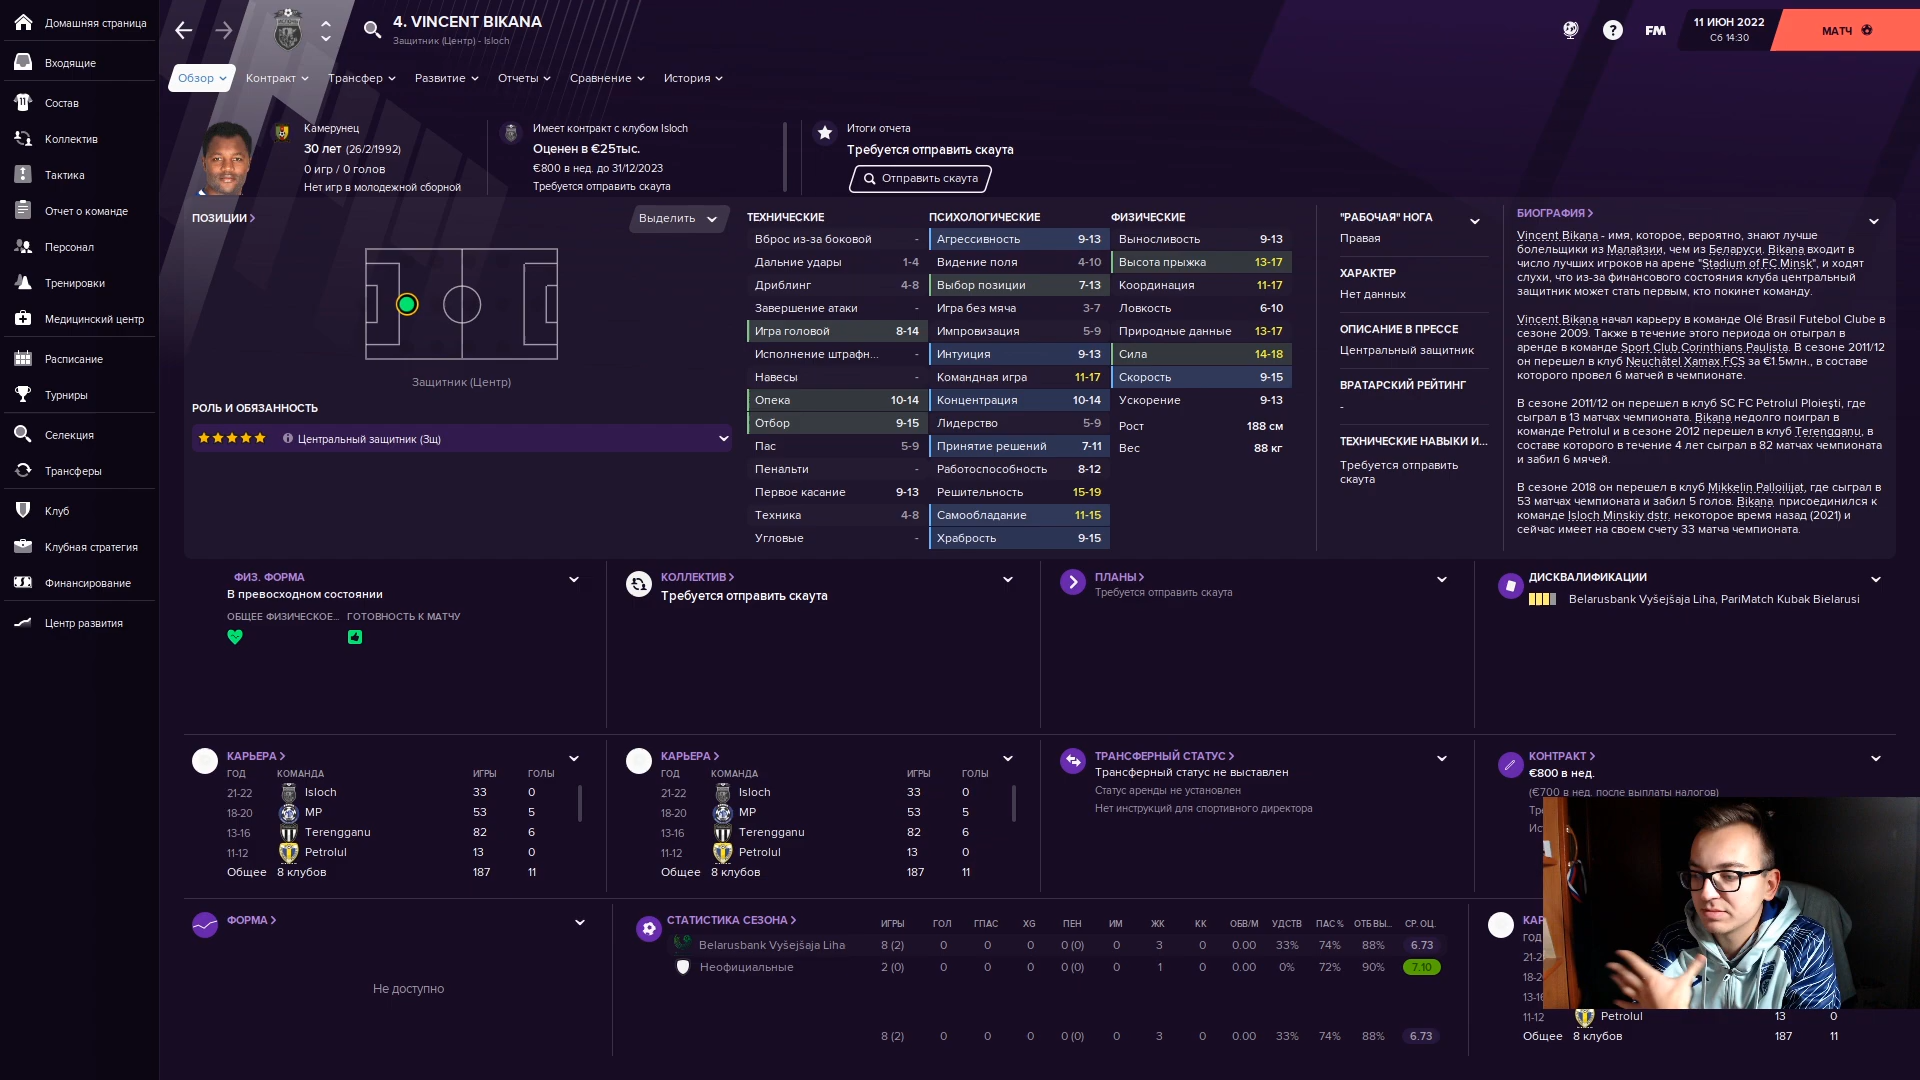 Домашняя страница
Входящие
Состав
Коллектив
Тактика
Отчет о команде
Персонал
Тренировки
Медицинский центр
Расписание
Турниры
Селекция
Трансферы
Клуб
Клубная стратегия
Финансирование
Центр развития
4. VINCENT BIKANA
Защитник (Центр) - Isloch
FM
11 ИЮН 2022
Сб 14:30
МАТЧ
Обзор
Контракт
Трансфер
Развитие
Отчеты
Сравнение
История
Камерунец
30 лет (26/2/1992)
0 игр / 0 голов
Нет игр в молодежной сборной
Имеет контракт с клубом Isloch
Оценен в €25тыс.
€800 в нед. до 31/12/2023
Требуется отправить скаута
Итоги отчета
Требуется отправить скаута
Отправить скаута
ПОЗИЦИИ
Выделить
Защитник (Центр)
РОЛЬ И ОБЯЗАННОСТЬ
Центральный защитник (Зщ)
ТЕХНИЧЕСКИЕ
Вброс из-за боковой -
Дальние удары 1-4
Дриблинг 4-8
Завершение атаки -
Игра головой 8-14
Исполнение штрафн... -
Навесы -
Опека 10-14
Отбор 9-15
Пас 5-9
Пенальти -
Первое касание 9-13
Техника 4-8
Угловые -
ПСИХОЛОГИЧЕСКИЕ
Агрессивность 9-13
Видение поля 4-10
Выбор позиции 7-13
Игра без мяча 3-7
Импровизация 5-9
Интуиция 9-13
Командная игра 11-17
Концентрация 10-14
Лидерство 5-9
Принятие решений 7-11
Работоспособность 8-12
Решительность 15-19
Самообладание 11-15
Храбрость 9-15
ФИЗИЧЕСКИЕ
Выносливость 9-13
Высота прыжка 13-17
Координация 11-17
Ловкость 6-10
Природные данные 13-17
Сила 14-18
Скорость 9-15
Ускорение 9-13
Рост 188 см
Вес 88 кг
"РАБОЧАЯ" НОГА
Правая
ХАРАКТЕР
Нет данных
ОПИСАНИЕ В ПРЕССЕ
Центральный защитник
ВРАТАРСКИЙ РЕЙТИНГ
-
ТЕХНИЧЕСКИЕ НАВЫКИ И...
Требуется отправить
скаута
БИОГРАФИЯ
Vincent Bikana - имя, которое, вероятно, знают лучше
болельщики из Малайзии, чем из Беларуси. Bikana входит в
число лучших игроков на арене "Stadium of FC Minsk", и ходят
слухи, что из-за финансового состояния клуба центральный
защитник может стать первым, кто покинет команду.
Vincent Bikana начал карьеру в команде Olé Brasil Futebol Clube в
сезоне 2009. Также в течение этого периода он отыграл в
аренде в команде Sport Club Corinthians Paulista. В сезоне 2011/12
он перешел в клуб Neuchâtel Xamax FCS за €1.5млн., в составе
которого провел 6 матчей в чемпионате.
В сезоне 2011/12 он перешел в клуб SC FC Petrolul Ploieşti, где
сыграл в 13 матчах чемпионата. Bikana недолго поиграл в
команде Petrolul и в сезоне 2012 перешел в клуб Terengganu, в
составе которого в течение 4 лет сыграл в 82 матчах чемпионата
и забил 6 мячей.
В сезоне 2018 он перешел в клуб Mikkelin Palloilijat, где сыграл в
53 матчах чемпионата и забил 5 голов. Bikana, присоединился к
команде Isloch Minskiy dstr. некоторое время назад (2021) и
сейчас имеет на своем счету 33 матча чемпионата.
ФИЗ. ФОРМА
В превосходном состоянии
ОБЩЕЕ ФИЗИЧЕСКОЕ... ГОТОВНОСТЬ К МАТЧУ
КОЛЛЕКТИВ
Требуется отправить скаута
ПЛАНЫ
Требуется отправить скаута
ДИСКВАЛИФИКАЦИИ
Belarusbank Vyšejšaja Liha, PariMatch Kubak Bielarusi
КАРЬЕРА
ГОД КОМАНДА ИГРЫ ГОЛЫ
21-22 Isloch 33 0
18-20 MP 53 5
13-16 Terengganu 82 6
11-12 Petrolul 13 0
Общее 8 клубов 187 11
КАРЬЕРА
ГОД КОМАНДА ИГРЫ ГОЛЫ
21-22 Isloch 33 0
18-20 MP 53 5
13-16 Terengganu 82 6
11-12 Petrolul 13 0
Общее 8 клубов 187 11
ТРАНСФЕРНЫЙ СТАТУС
Трансферный статус не выставлен
Статус аренды не установлен
Нет инструкций для спортивного директора
КОНТРАКТ
€800 в нед.
(€700 в нед. после выплаты налогов)
ФОРМА
Не доступно
СТАТИСТИКА СЕЗОНА ИГРЫ ГОЛ ГПАС XG ПЕН ИМ ЖК КК ОБВ/М УДСТВ ПАС % ОТБ ВЫ... СР. ОЦ.
Belarusbank Vyšejšaja Liha 8 (2) 0 0 0 0 (0) 0 3 0 0.00 33% 74% 88% 6.73
Неофициальные 2 (0) 0 0 0 0 (0) 0 1 0 0.00 0% 72% 90% 7.10
8 (2) 0 0 0 0 (0) 0 3 0 0.00 33% 74% 88% 6.73
ГОД
11-12 Petrolul 13 0
Общее 8 клубов 187 11